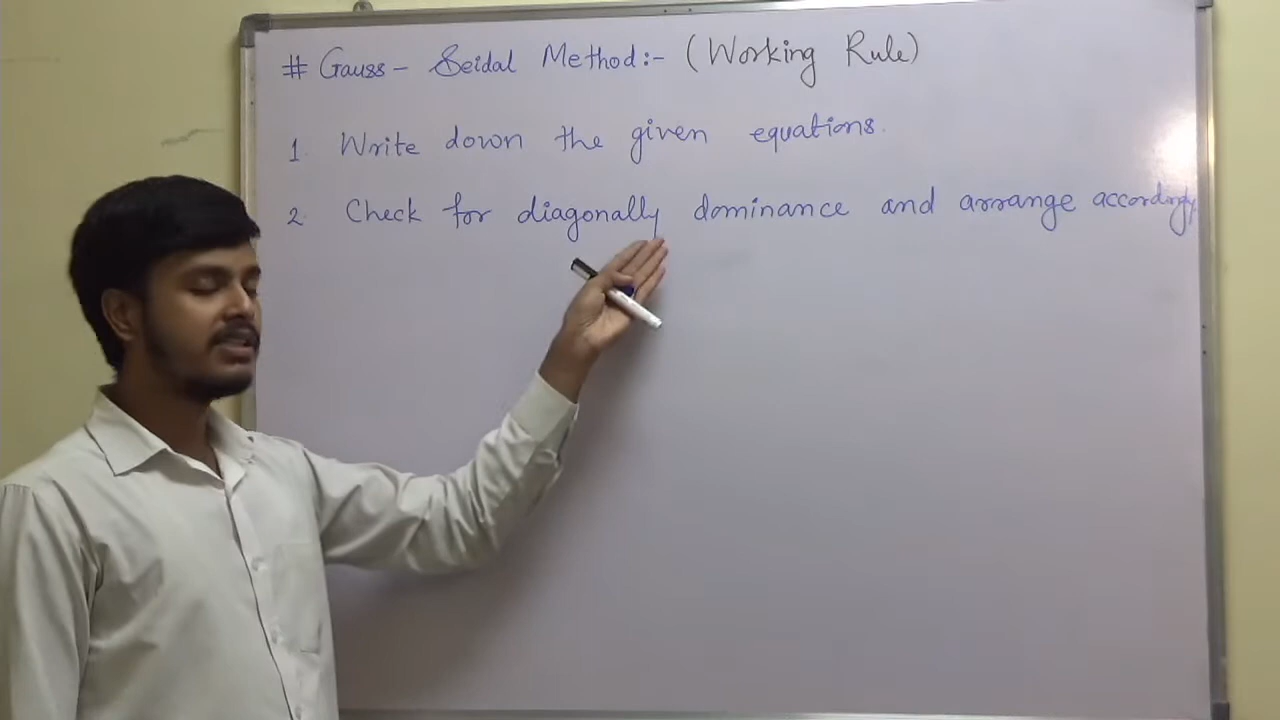 # Gauss - Seidal Method:- (Working Rule)
1. Write down the given equations.
2. Check for diagonally dominance and arrange accordingly.